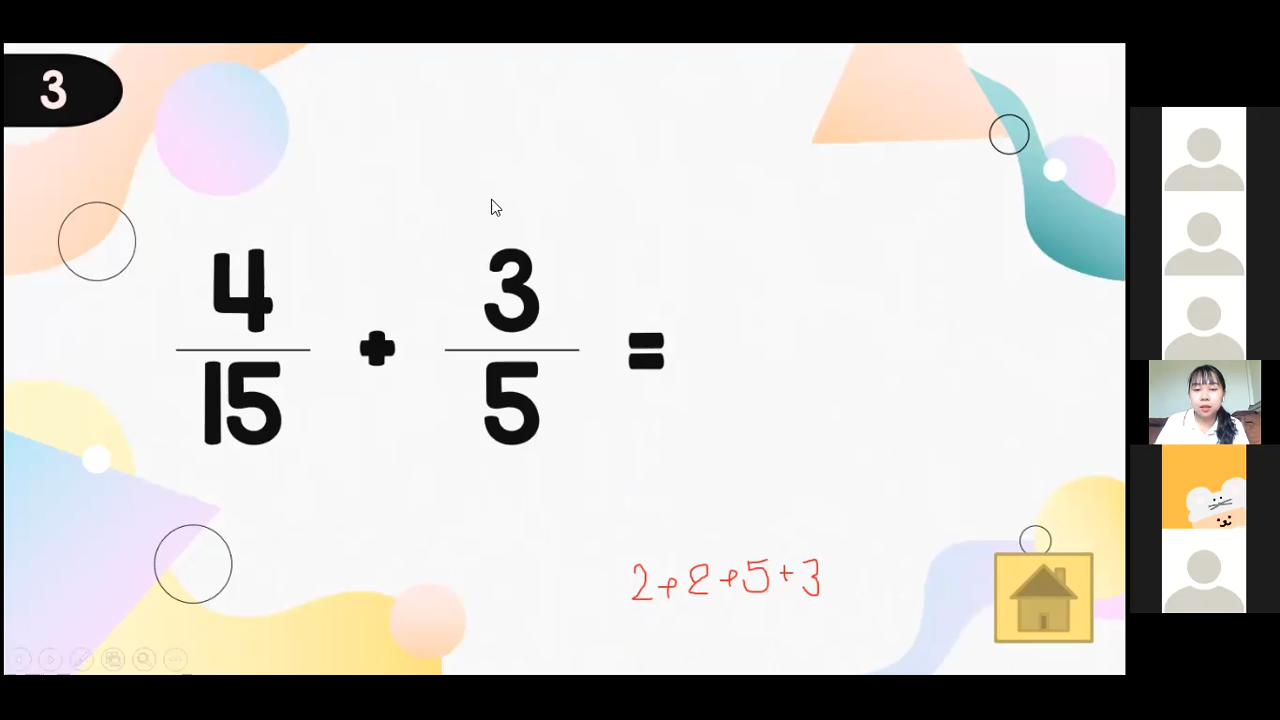 3
4/15 + 3/5 =
2+2+5+3